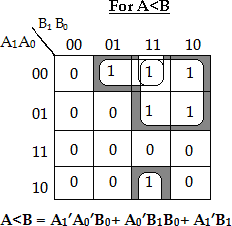 For A<B
B₁ B₀
A₁A₀ 00 01 11 10
00 0 1 1 1
01 0 0 1 1
11 0 0 0 0
10 0 0 1 0
A<B = A₁′A₀′B₀+ A₀′B₁B₀+ A₁′B₁